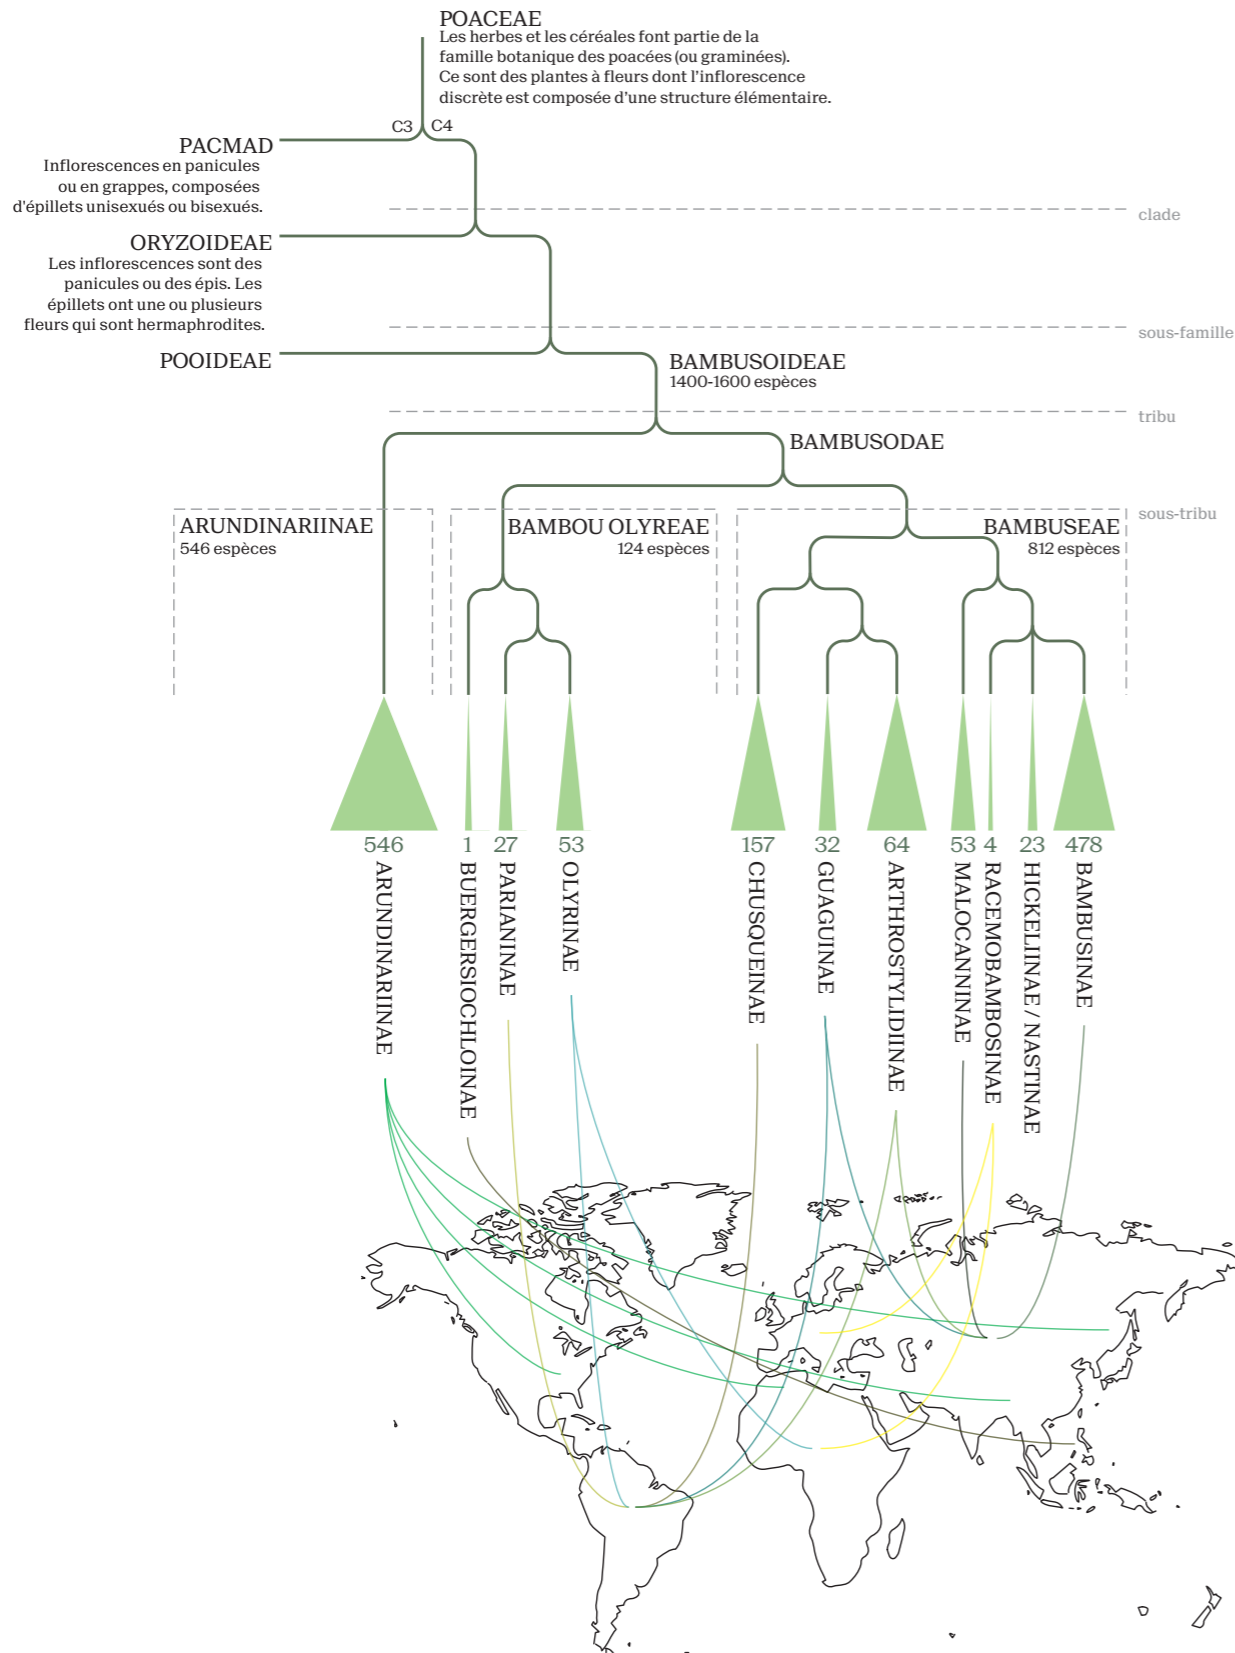 POACEAE
Les herbes et les céréales font partie de la
famille botanique des poacées (ou graminées).
Ce sont des plantes à fleurs dont l'inflorescence
discrète est composée d'une structure élémentaire.
C3 C4
PACMAD
Inflorescences en panicules
ou en grappes, composées
d'épillets unisexués ou bisexués.
clade
ORYZOIDEAE
Les inflorescences sont des
panicules ou des épis. Les
épillets ont une ou plusieurs
fleurs qui sont hermaphrodites.
sous-famille
POOIDEAE
BAMBUSOIDEAE
1400-1600 espèces
tribu
BAMBUSODAE
sous-tribu
ARUNDINARIINAE
546 espèces
BAMBOU OLYREAE
124 espèces
BAMBUSEAE
812 espèces
546 1 27 53 157 32 64 53 4 23 478
ARUNDINARIINAE
BUERGERSIOCHLOINAE
PARIANINAE
OLYRINAE
CHUSQUEINAE
GUAGUINAE
ARTHROSTYLIDIINAE
MALOCANNINAE
RACEMOBAMBOSINAE
HICKELIINAE / NASTINAE
BAMBUSINAE